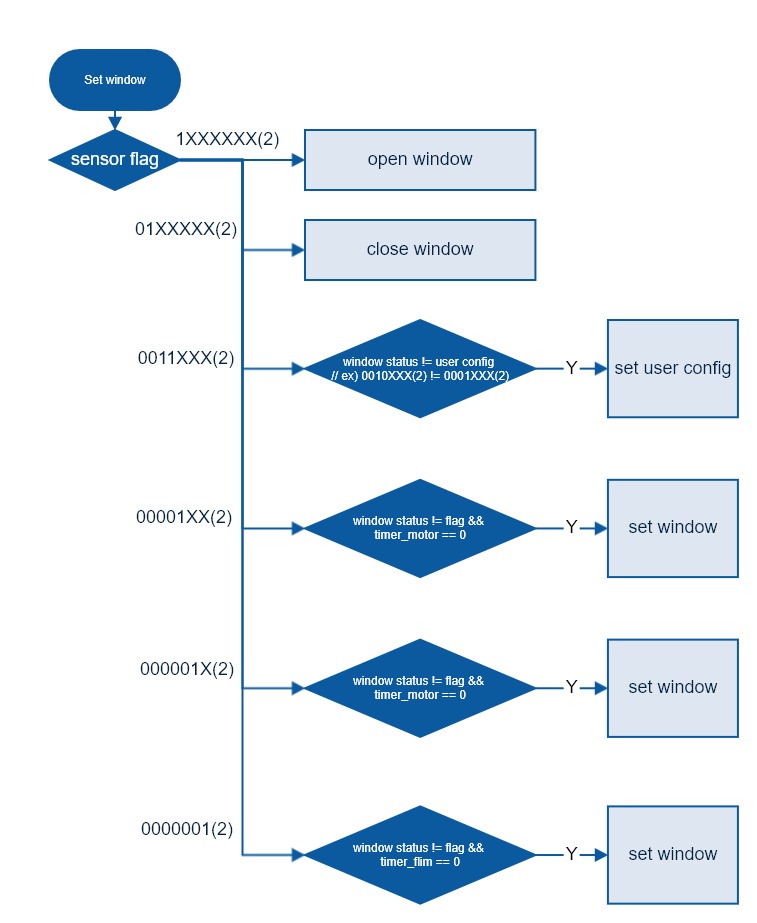 Set window
sensor flag
1XXXXXX(2)
open window
01XXXXX(2)
close window
0011XXX(2)
window status != user config
// ex) 0010XXX(2) != 0001XXX(2)
Y
set user config
00001XX(2)
window status != flag &&
timer_motor == 0
Y
set window
000001X(2)
window status != flag &&
timer_motor == 0
Y
set window
0000001(2)
window status != flag &&
timer_flim == 0
Y
set window